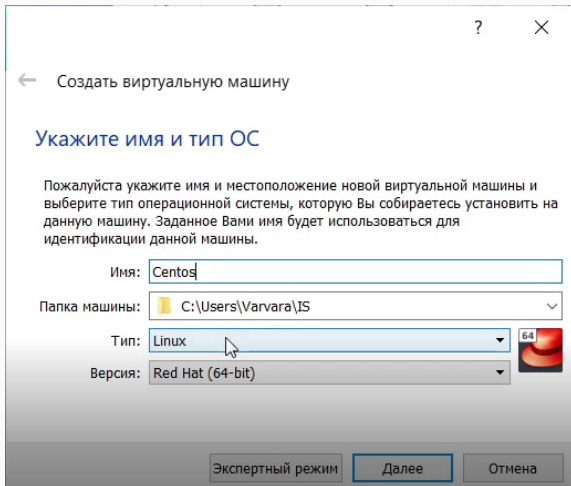 ?
Создать виртуальную машину
Укажите имя и тип ОС
Пожалуйста укажите имя и местоположение новой виртуальной машины и
выберите тип операционной системы, которую Вы собираетесь установить на
данную машину. Заданное Вами имя будет использоваться для
идентификации данной машины.
Имя: Centos
Папка машины: C:\Users\Varvara\IS
Тип: Linux
64
Версия: Red Hat (64-bit)
Экспертный режим Далее Отмена